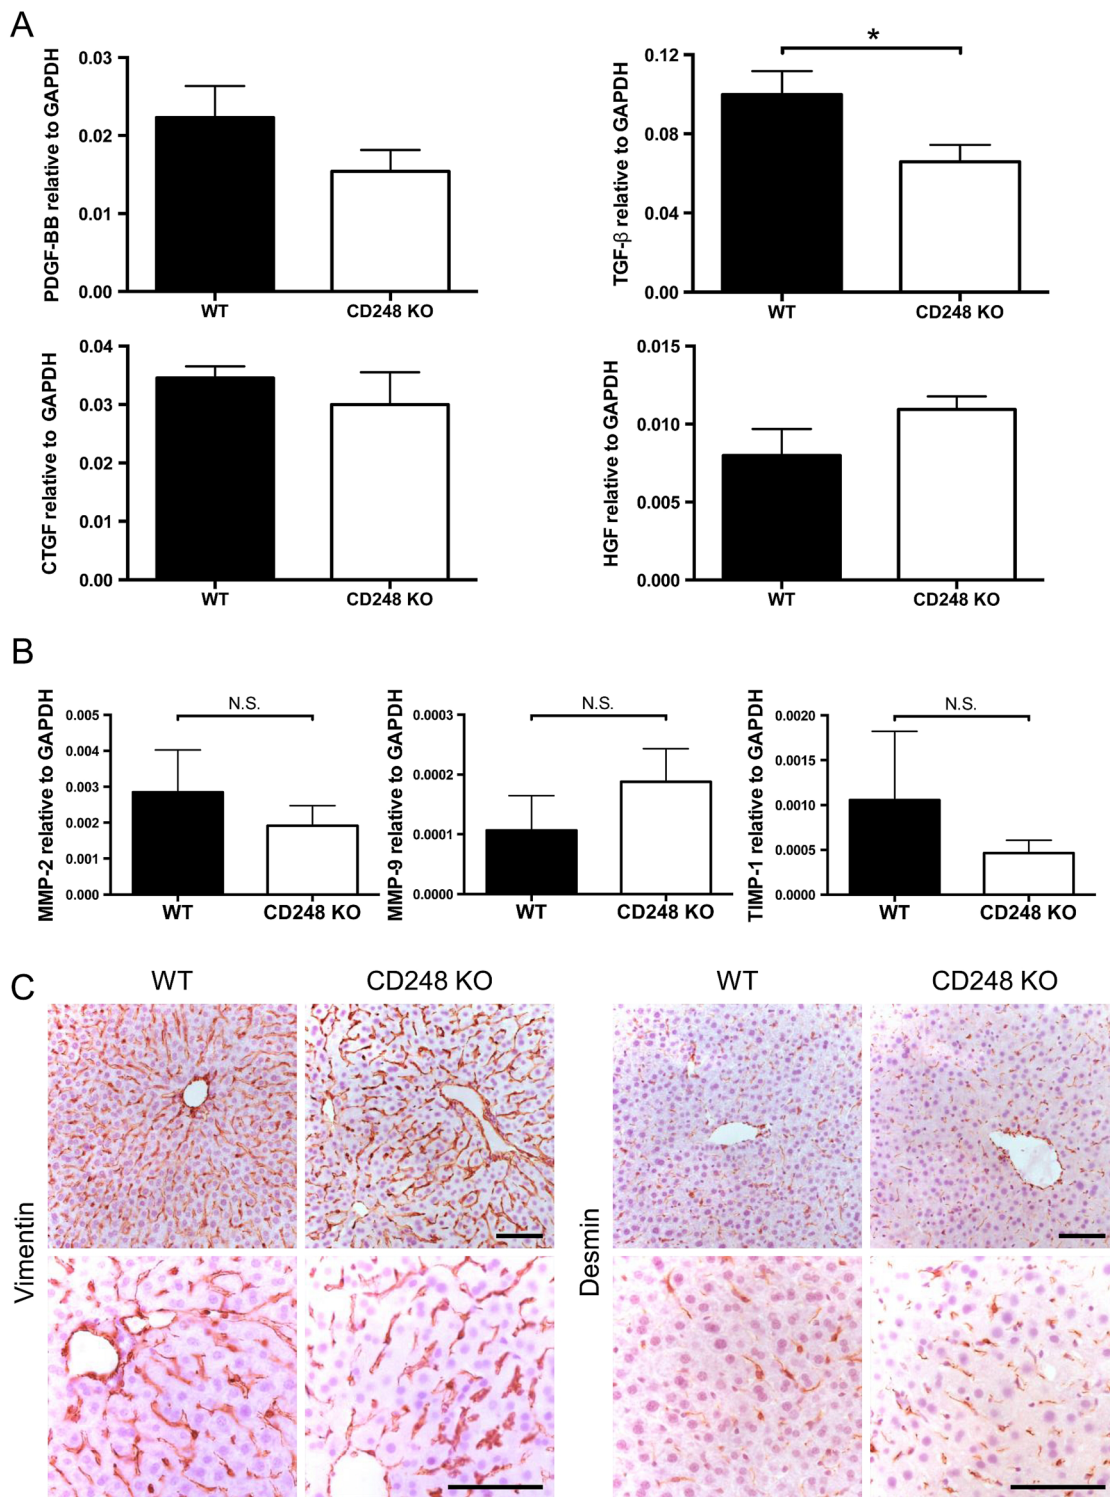 A
PDGF-BB relative to GAPDH
0.03
0.02
0.01
0.00
WT
CD248 KO
TGF-β relative to GAPDH
0.12
0.08
0.04
0.00
*
WT
CD248 KO
CTGF relative to GAPDH
0.04
0.03
0.02
0.01
0.00
WT
CD248 KO
HGF relative to GAPDH
0.015
0.010
0.005
0.000
WT
CD248 KO
B
MMP-2 relative to GAPDH
0.005
0.004
0.003
0.002
0.001
0.000
N.S.
WT
CD248 KO
MMP-9 relative to GAPDH
0.0003
0.0002
0.0001
0.0000
N.S.
WT
CD248 KO
TIMP-1 relative to GAPDH
0.0020
0.0015
0.0010
0.0005
0.0000
N.S.
WT
CD248 KO
C
WT
CD248 KO
WT
CD248 KO
Vimentin
Desmin